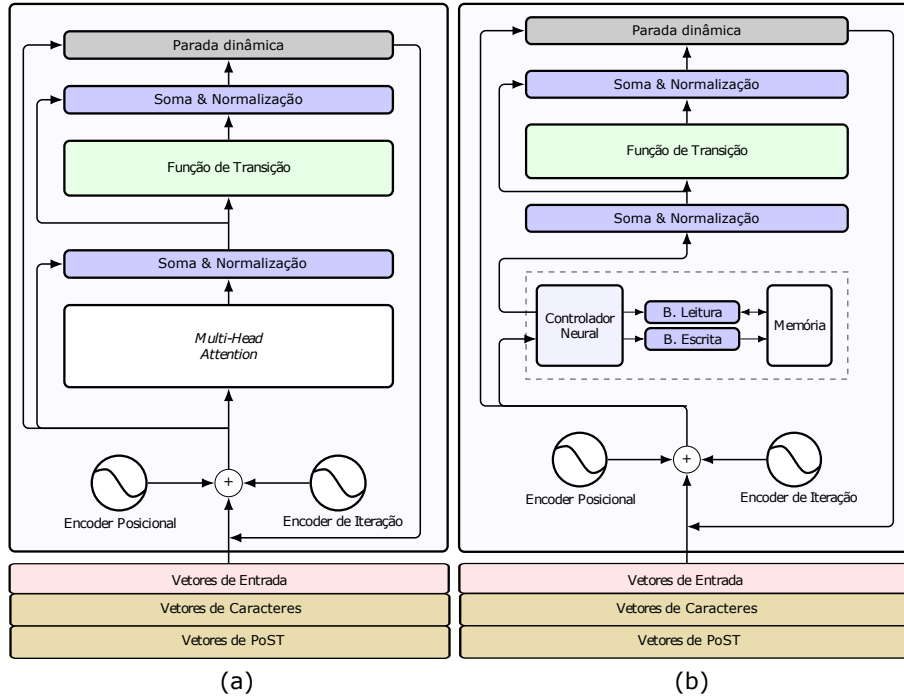 Parada dinâmica
Soma & Normalização
Função de Transição
Soma & Normalização
Multi-Head
Attention
+
Encoder Posicional
Encoder de Iteração
Vetores de Entrada
Vetores de Caracteres
Vetores de PoST
(a)
Parada dinâmica
Soma & Normalização
Função de Transição
Soma & Normalização
Controlador
Neural
B. Leitura
B. Escrita
Memória
+
Encoder Posicional
Encoder de Iteração
Vetores de Entrada
Vetores de Caracteres
Vetores de PoST
(b)